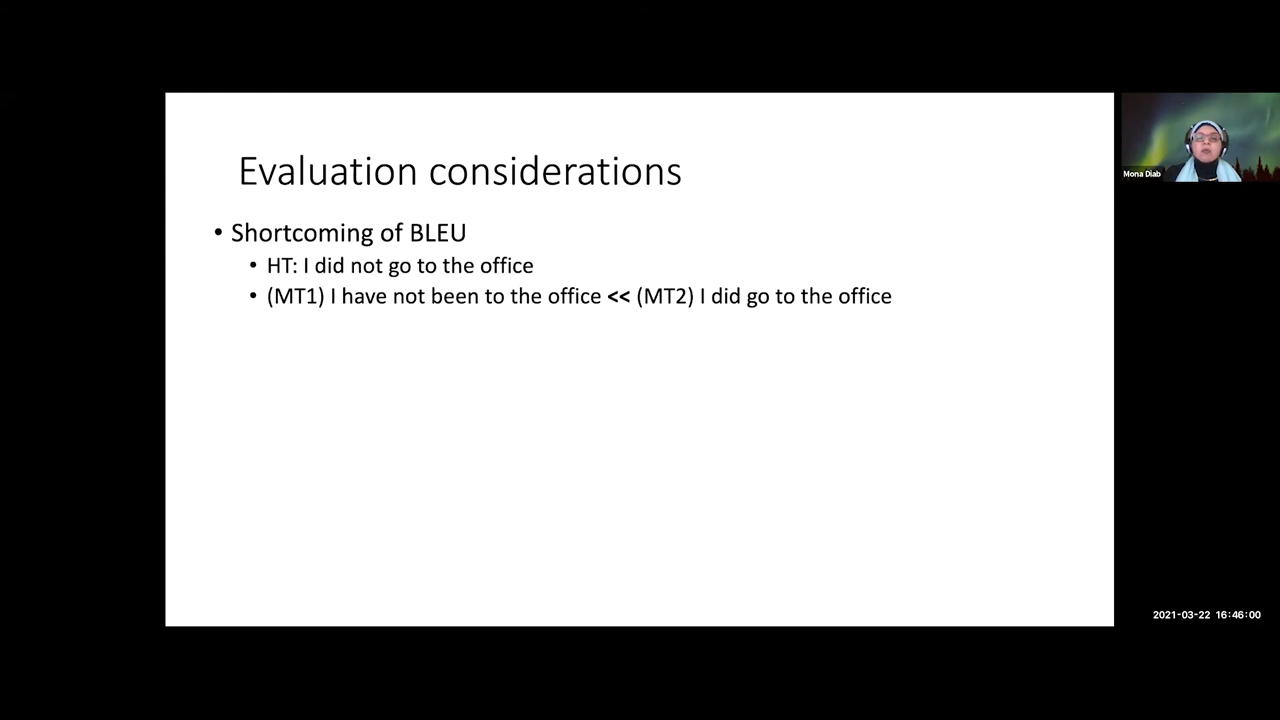 Evaluation considerations
• Shortcoming of BLEU
• HT: I did not go to the office
• (MT1) I have not been to the office << (MT2) I did go to the office
Mona Diab
2021-03-22 16:46:00